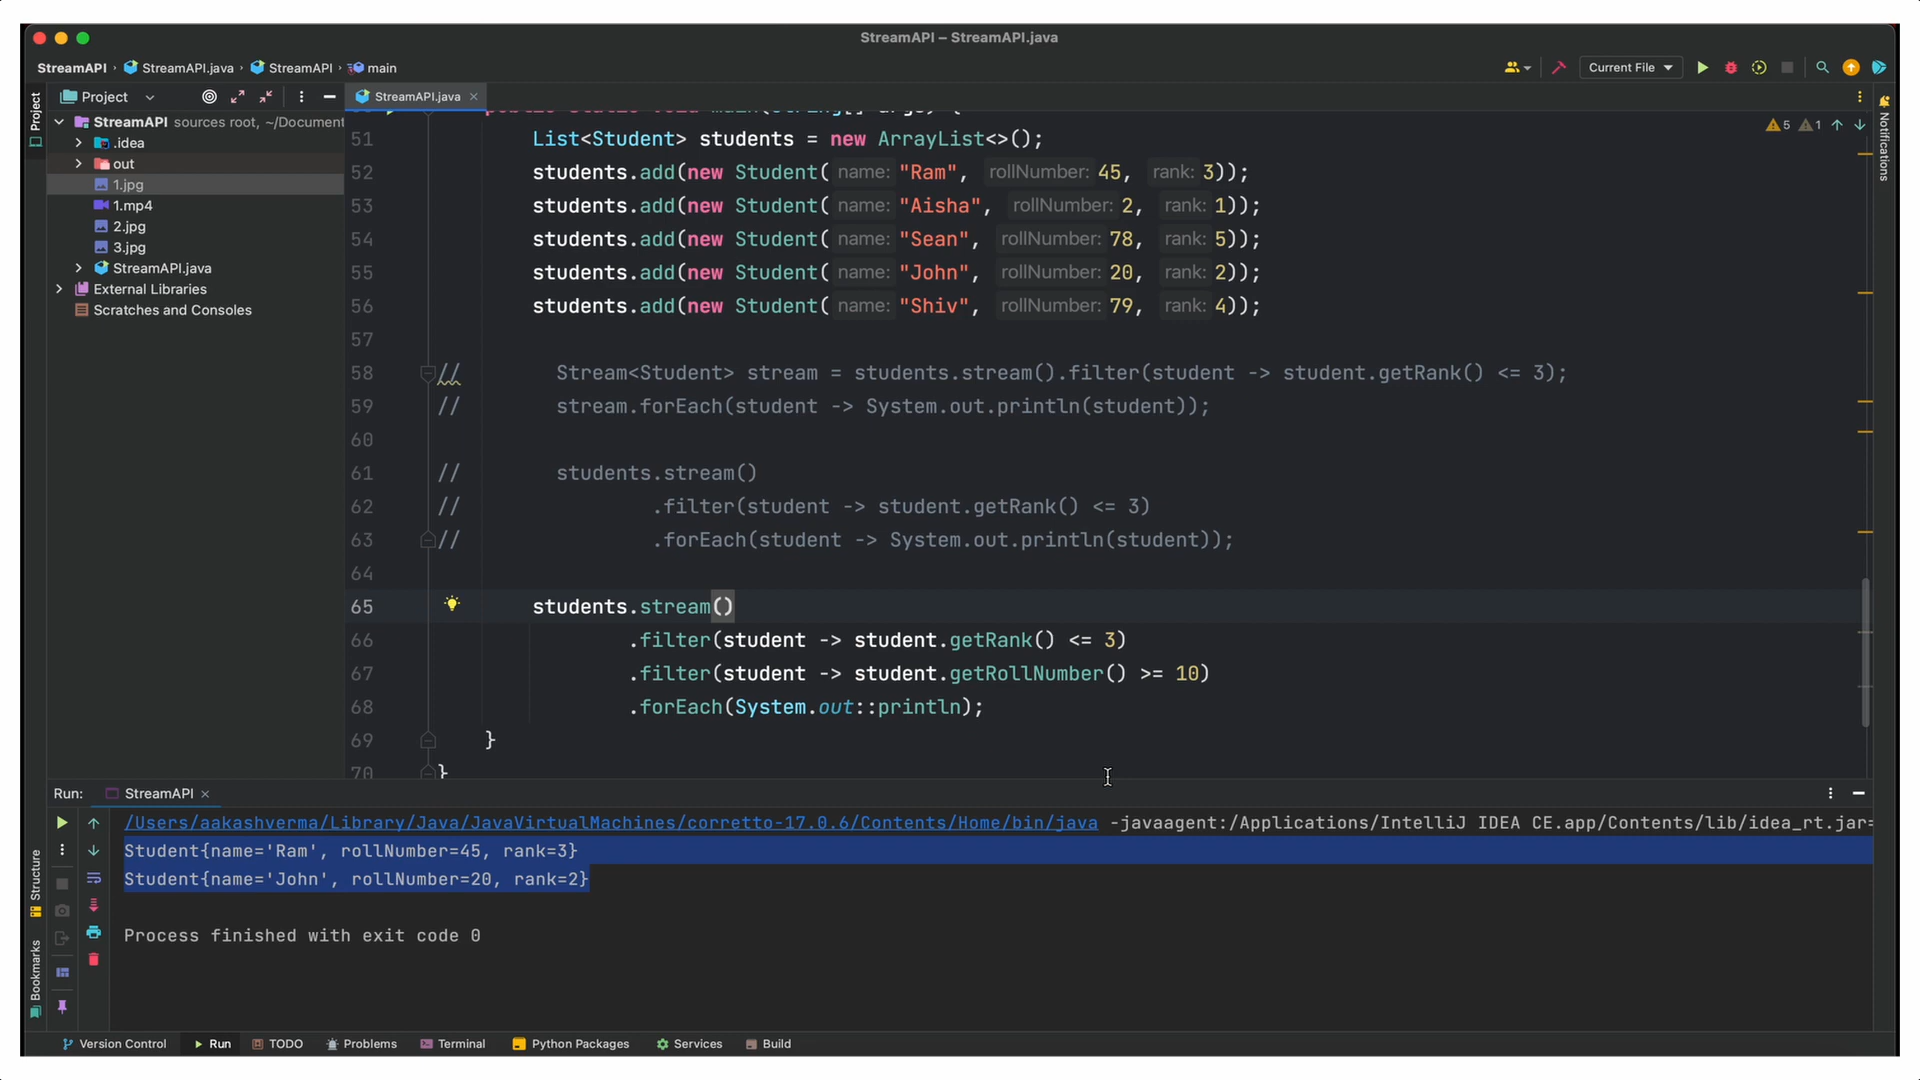 StreamAPI – StreamAPI.java
StreamAPI › StreamAPI.java › StreamAPI › main
Current File
Project
StreamAPI.java
5 1
StreamAPI sources root, ~/Document
.idea
out
1.jpg
1.mp4
2.jpg
3.jpg
StreamAPI.java
External Libraries
Scratches and Consoles
Project
Notifications
51 List<Student> students = new ArrayList<>();
52 students.add(new Student( name: "Ram", rollNumber: 45, rank: 3));
53 students.add(new Student( name: "Aisha", rollNumber: 2, rank: 1));
54 students.add(new Student( name: "Sean", rollNumber: 78, rank: 5));
55 students.add(new Student( name: "John", rollNumber: 20, rank: 2));
56 students.add(new Student( name: "Shiv", rollNumber: 79, rank: 4));
57
58 // Stream<Student> stream = students.stream().filter(student -> student.getRank() <= 3);
59 // stream.forEach(student -> System.out.println(student));
60
61 // students.stream()
62 // .filter(student -> student.getRank() <= 3)
63 // .forEach(student -> System.out.println(student));
64
65 students.stream()
66 .filter(student -> student.getRank() <= 3)
67 .filter(student -> student.getRollNumber() >= 10)
68 .forEach(System.out::println);
69 }
70 }
Run: StreamAPI
/Users/aakashverma/Library/Java/JavaVirtualMachines/corretto-17.0.6/Contents/Home/bin/java -javaagent:/Applications/IntelliJ IDEA CE.app/Contents/lib/idea_rt.jar=
Student{name='Ram', rollNumber=45, rank=3}
Student{name='John', rollNumber=20, rank=2}
Process finished with exit code 0
Structure
Bookmarks
Version Control Run TODO Problems Terminal Python Packages Services Build